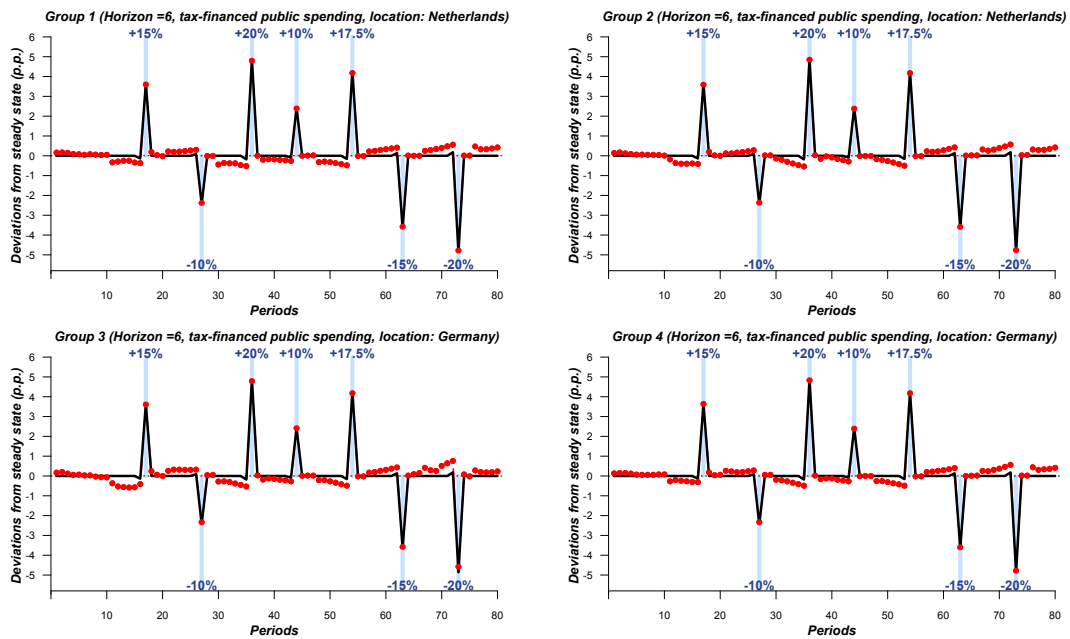 Group 1 (Horizon =6, tax-financed public spending, location: Netherlands)
+15% +20% +10% +17.5%
6
5
4
3
2
1
0
-1
-2
-3
-4
-5
Deviations from steady state (p.p.)
-10% -15% -20%
10 20 30 40 50 60 70 80
Periods
Group 2 (Horizon =6, tax-financed public spending, location: Netherlands)
+15% +20% +10% +17.5%
6
5
4
3
2
1
0
-1
-2
-3
-4
-5
Deviations from steady state (p.p.)
-10% -15% -20%
10 20 30 40 50 60 70 80
Periods
Group 3 (Horizon =6, tax-financed public spending, location: Germany)
+15% +20% +10% +17.5%
6
5
4
3
2
1
0
-1
-2
-3
-4
-5
Deviations from steady state (p.p.)
-10% -15% -20%
10 20 30 40 50 60 70 80
Periods
Group 4 (Horizon =6, tax-financed public spending, location: Germany)
+15% +20% +10% +17.5%
6
5
4
3
2
1
0
-1
-2
-3
-4
-5
Deviations from steady state (p.p.)
-10% -15% -20%
10 20 30 40 50 60 70 80
Periods